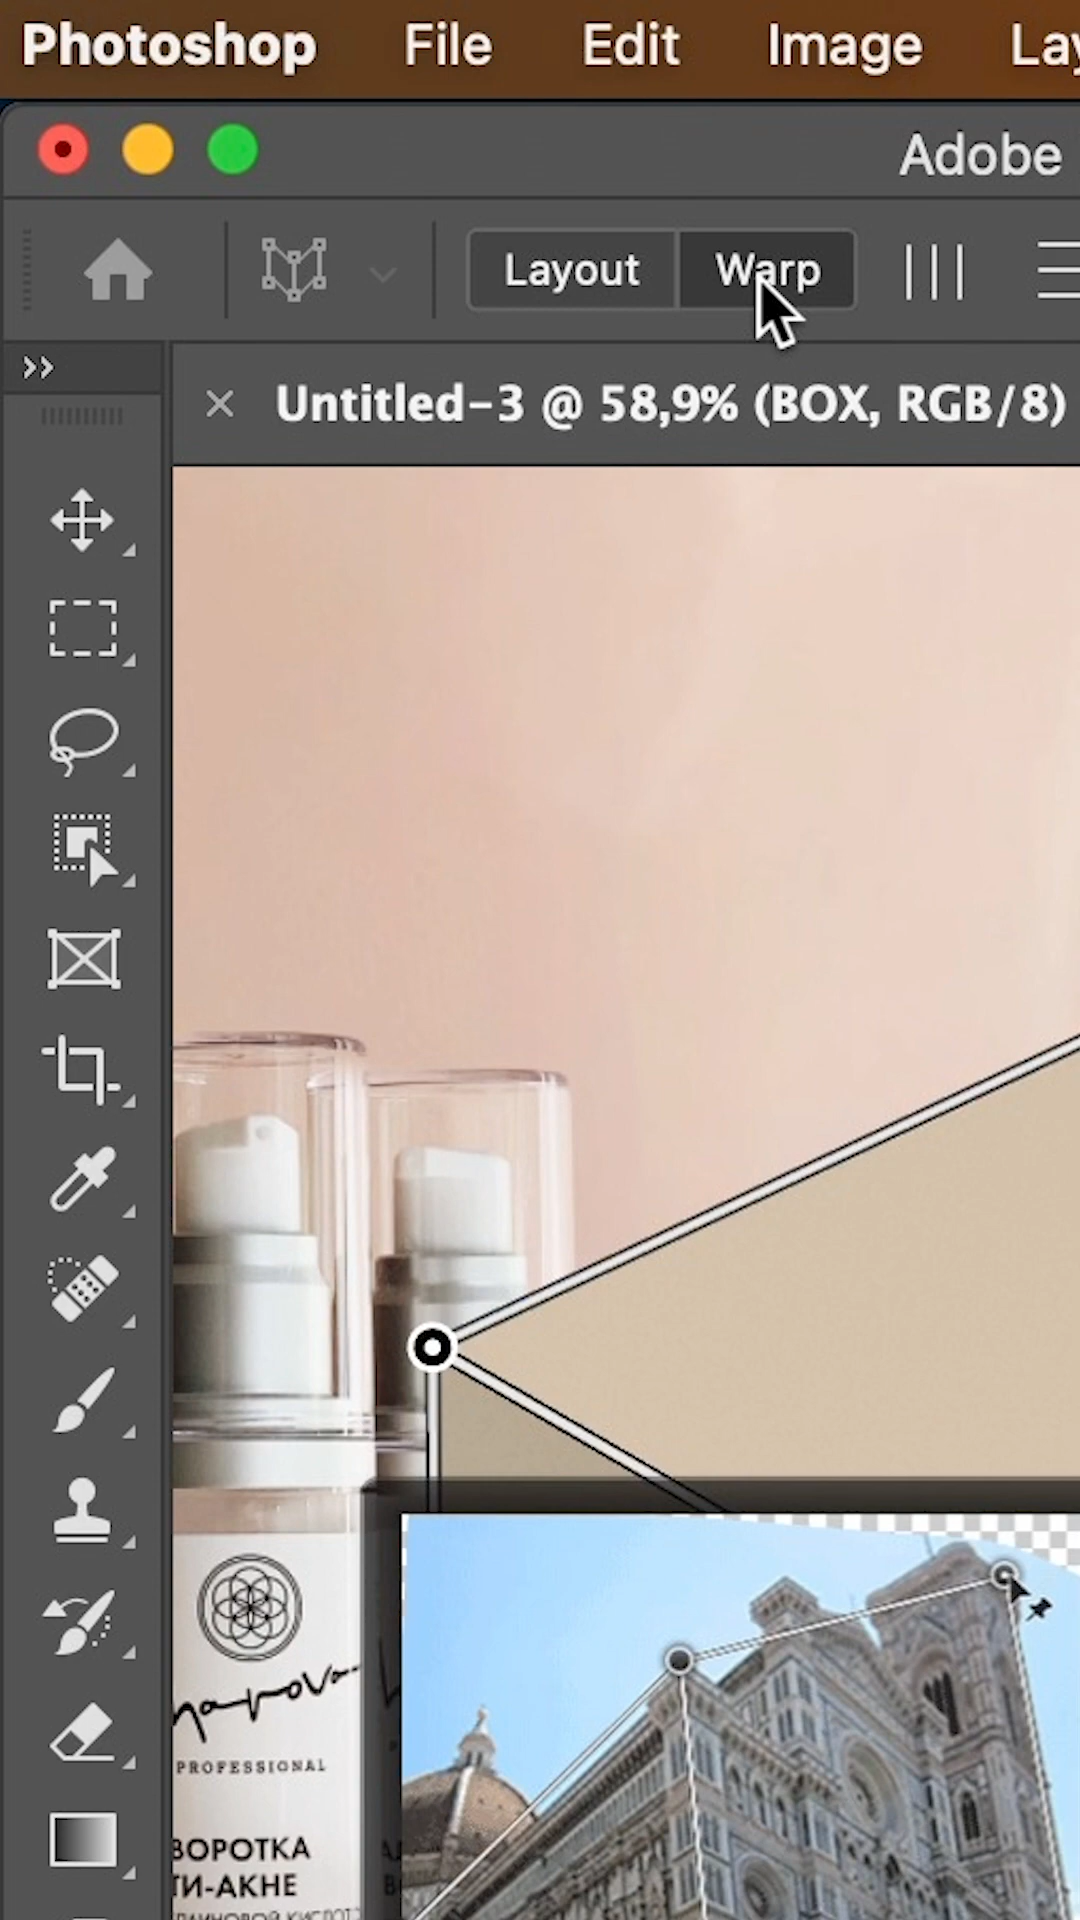 Photoshop File Edit Image
Adobe
Layout Warp
Untitled-3 @ 58,9% (BOX, RGB/8)
PROFESSIONAL
ВОРОТКА
ТИ-АКНЕ